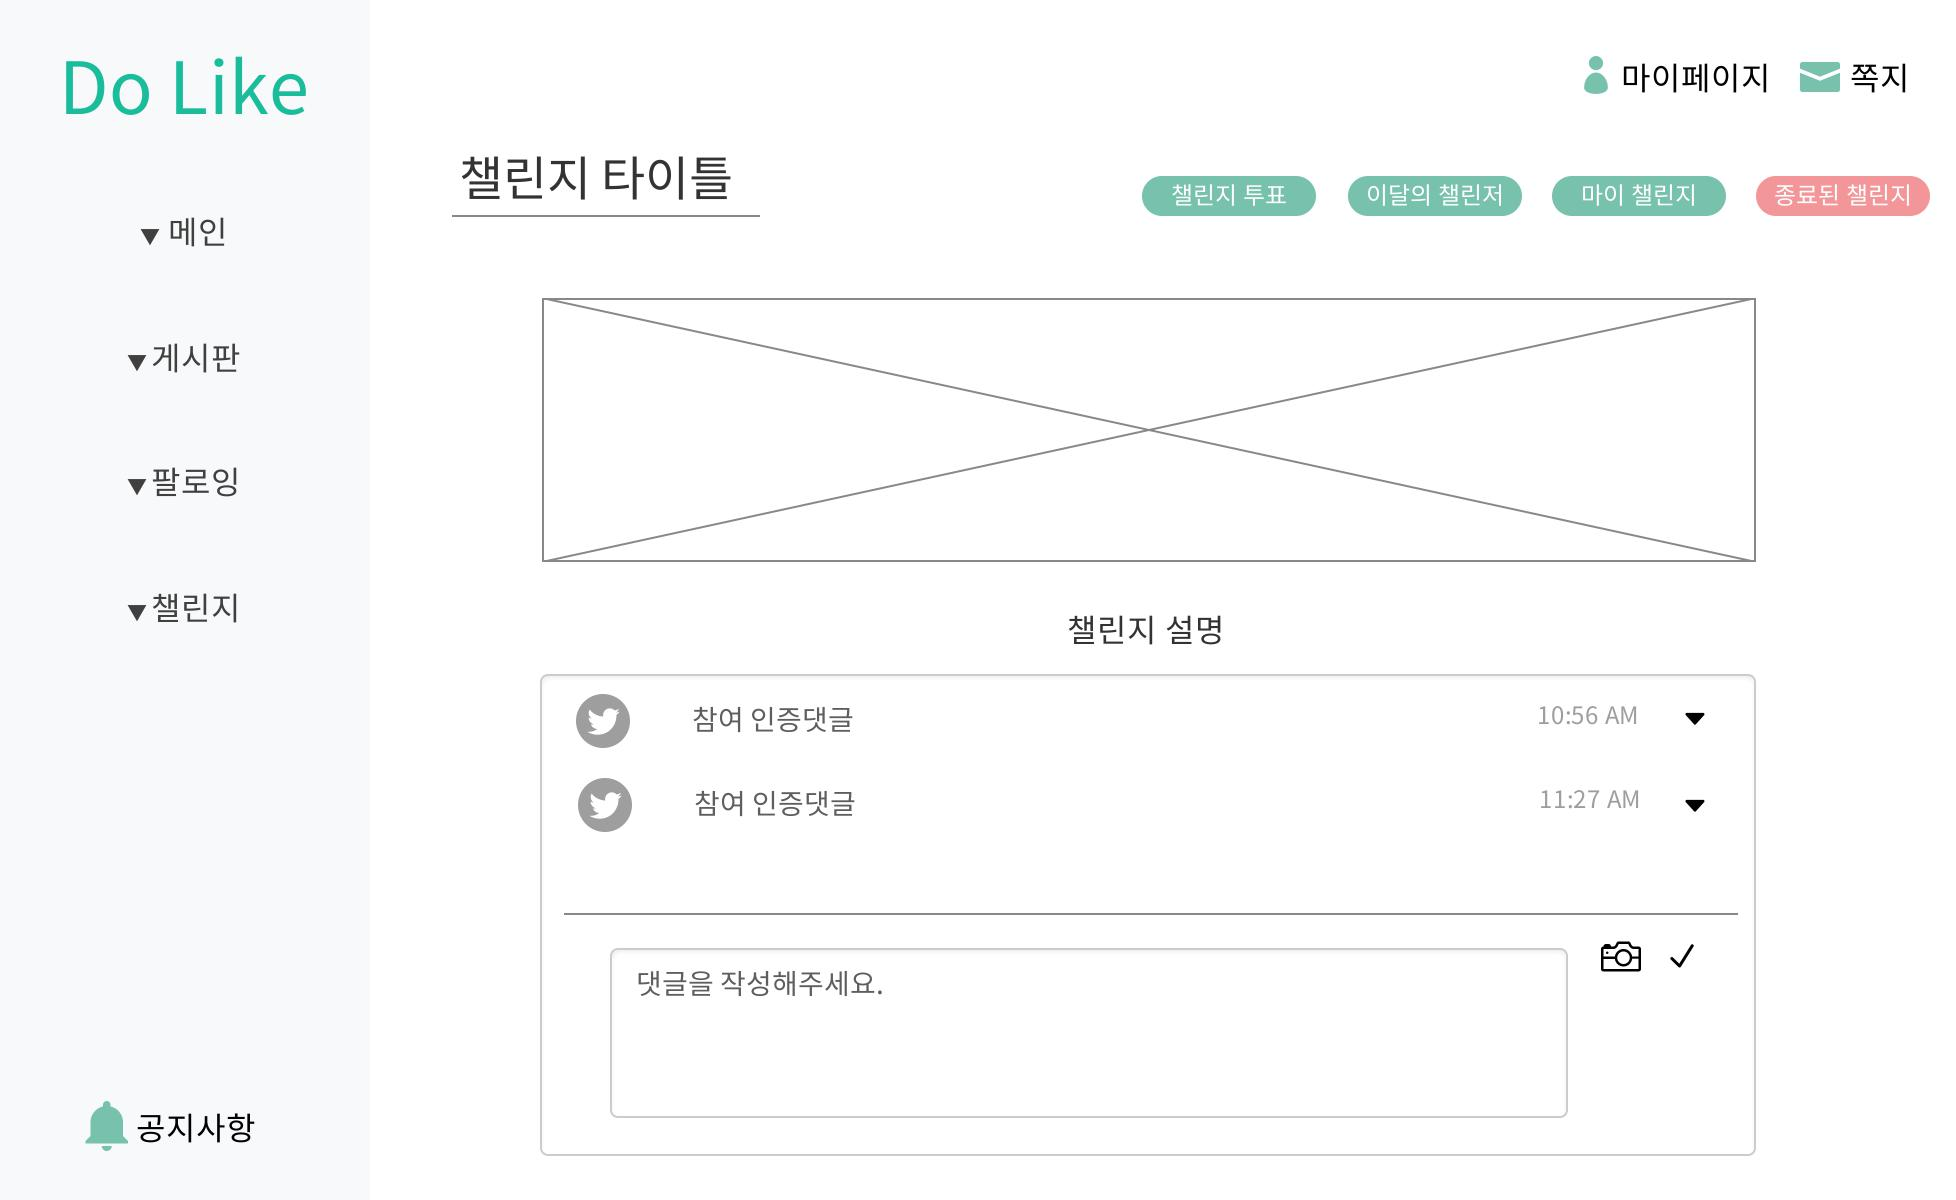 Do Like
마이페이지
쪽지
챌린지 타이틀
챌린지 투표
이달의 챌린저
마이 챌린지
종료된 챌린지
메인
게시판
팔로잉
챌린지
챌린지 설명
참여 인증댓글
10:56 AM
참여 인증댓글
11:27 AM
댓글을 작성해주세요.
공지사항